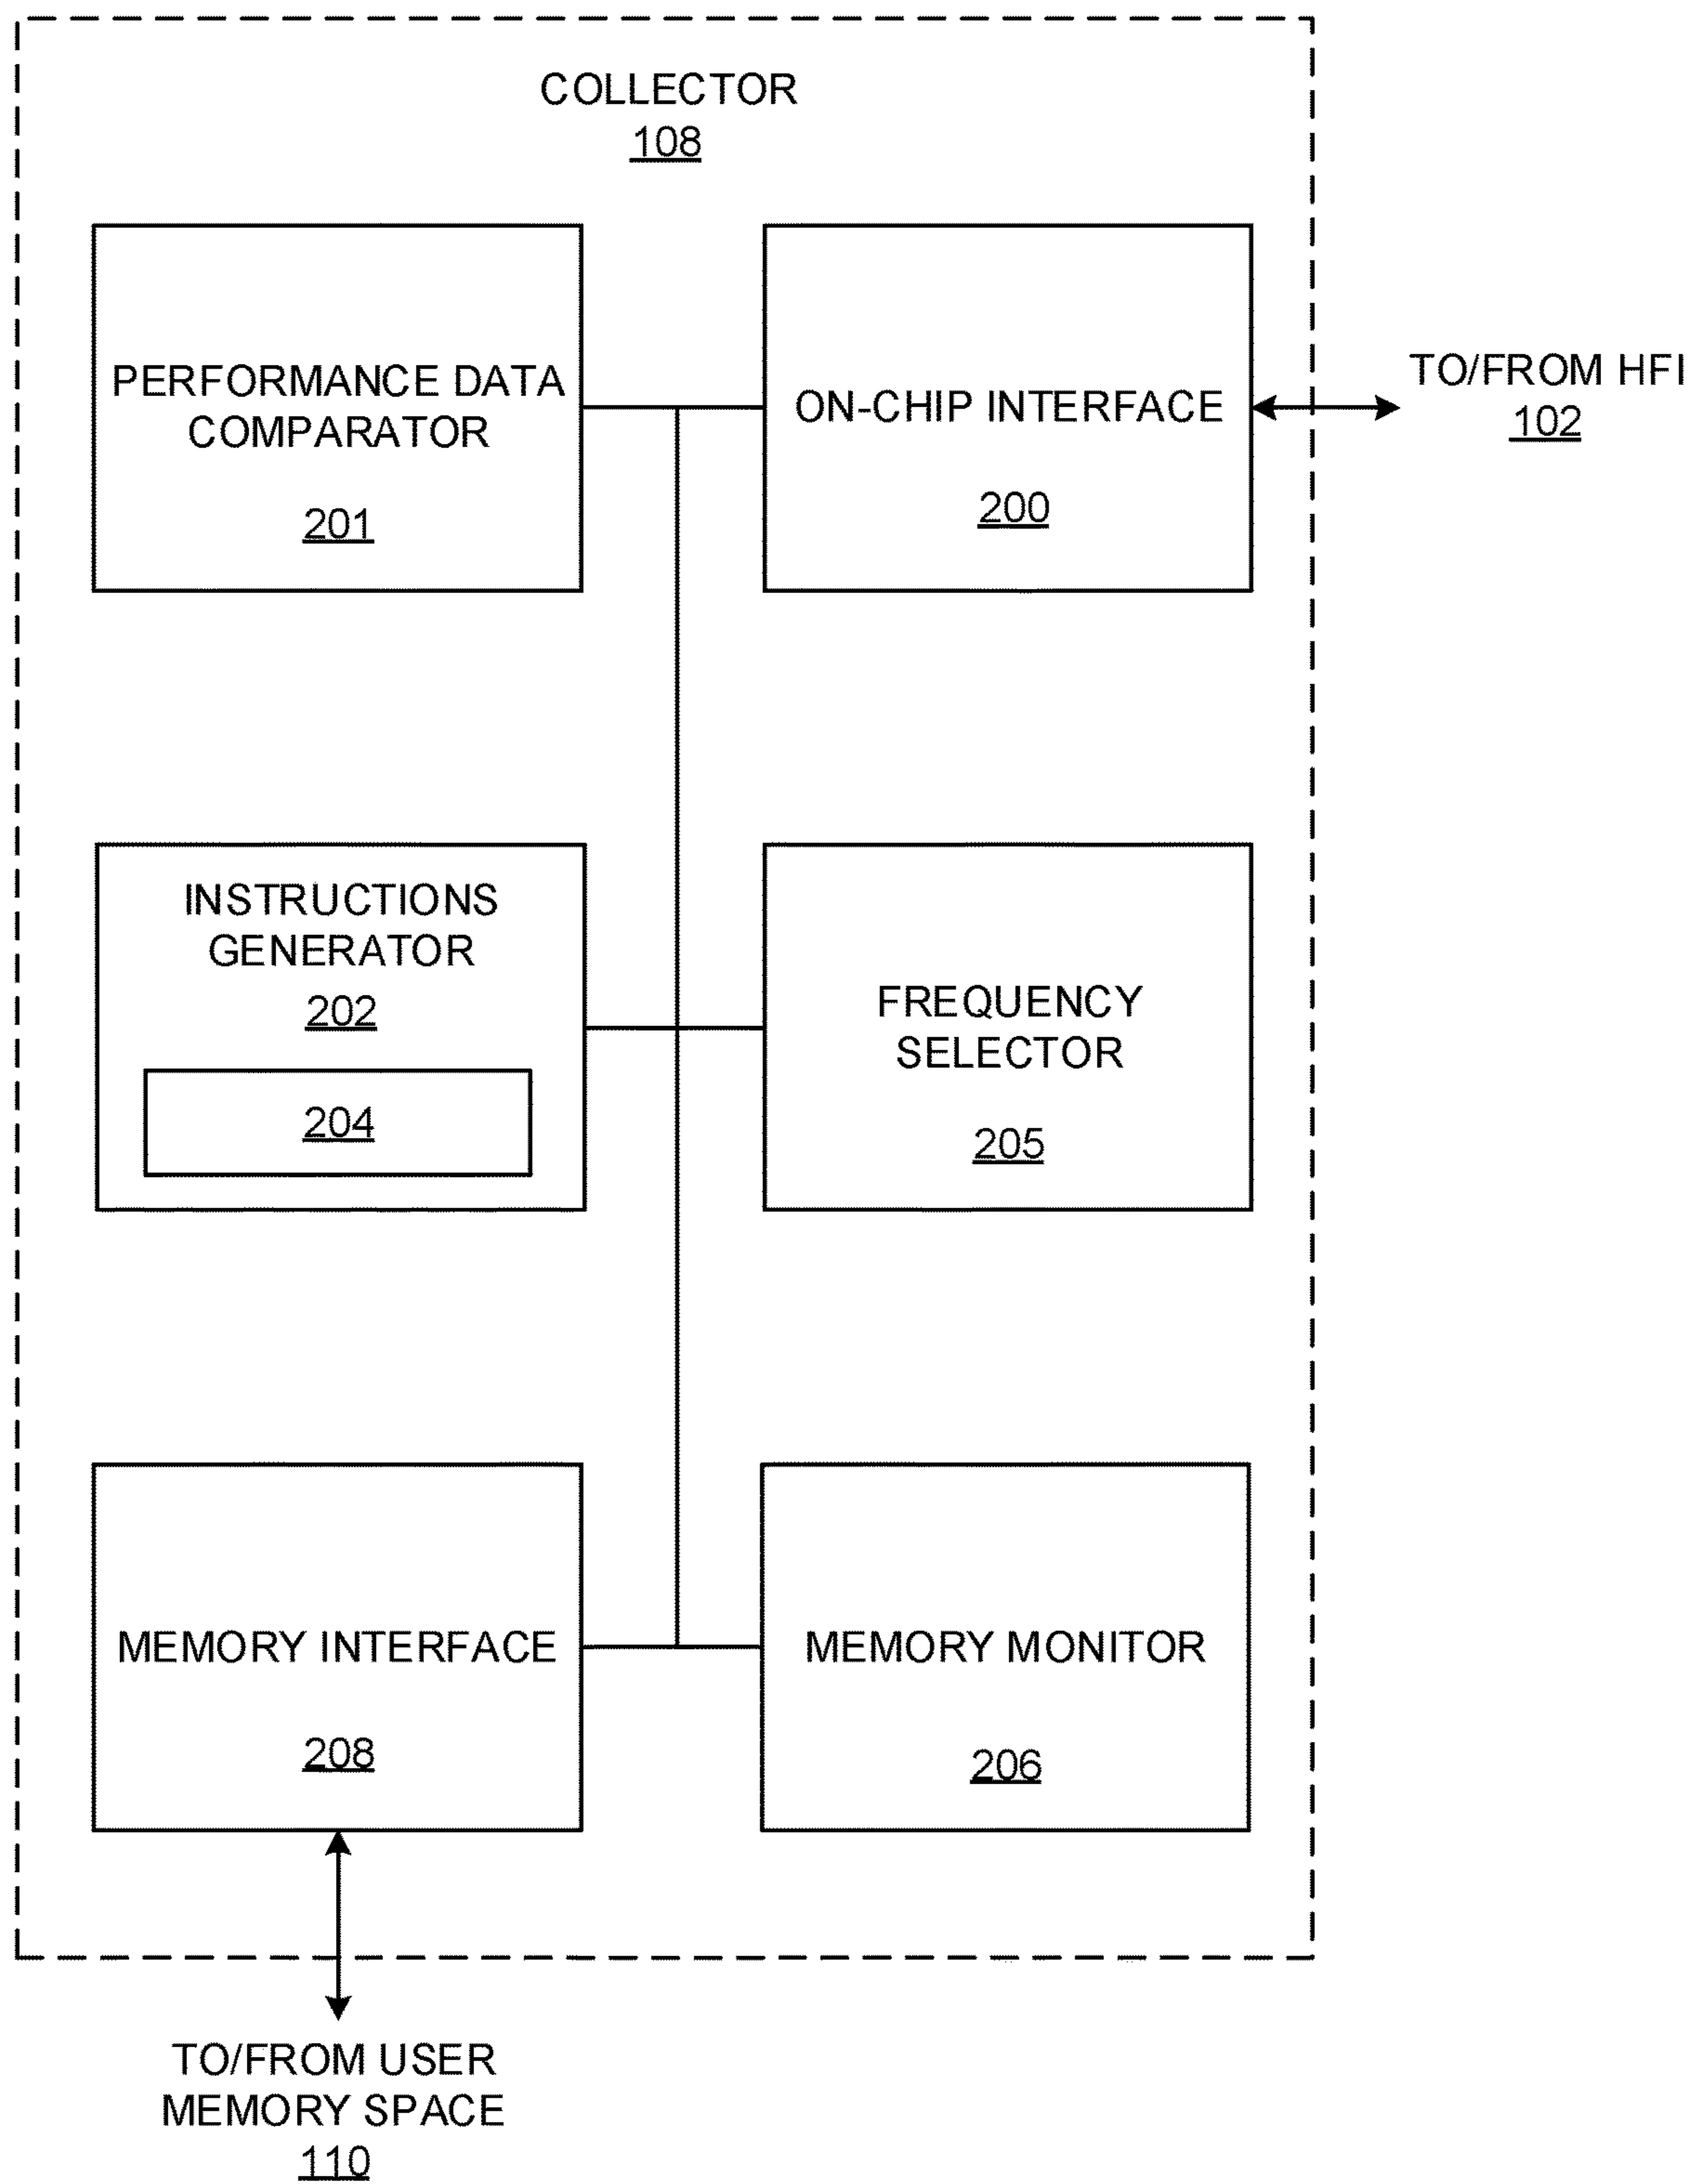 COLLECTOR
108
PERFORMANCE DATA
COMPARATOR
201
ON-CHIP INTERFACE
200
TO/FROM HFI
102
INSTRUCTIONS
GENERATOR
202
204
FREQUENCY
SELECTOR
205
MEMORY INTERFACE
208
MEMORY MONITOR
206
TO/FROM USER
MEMORY SPACE
110